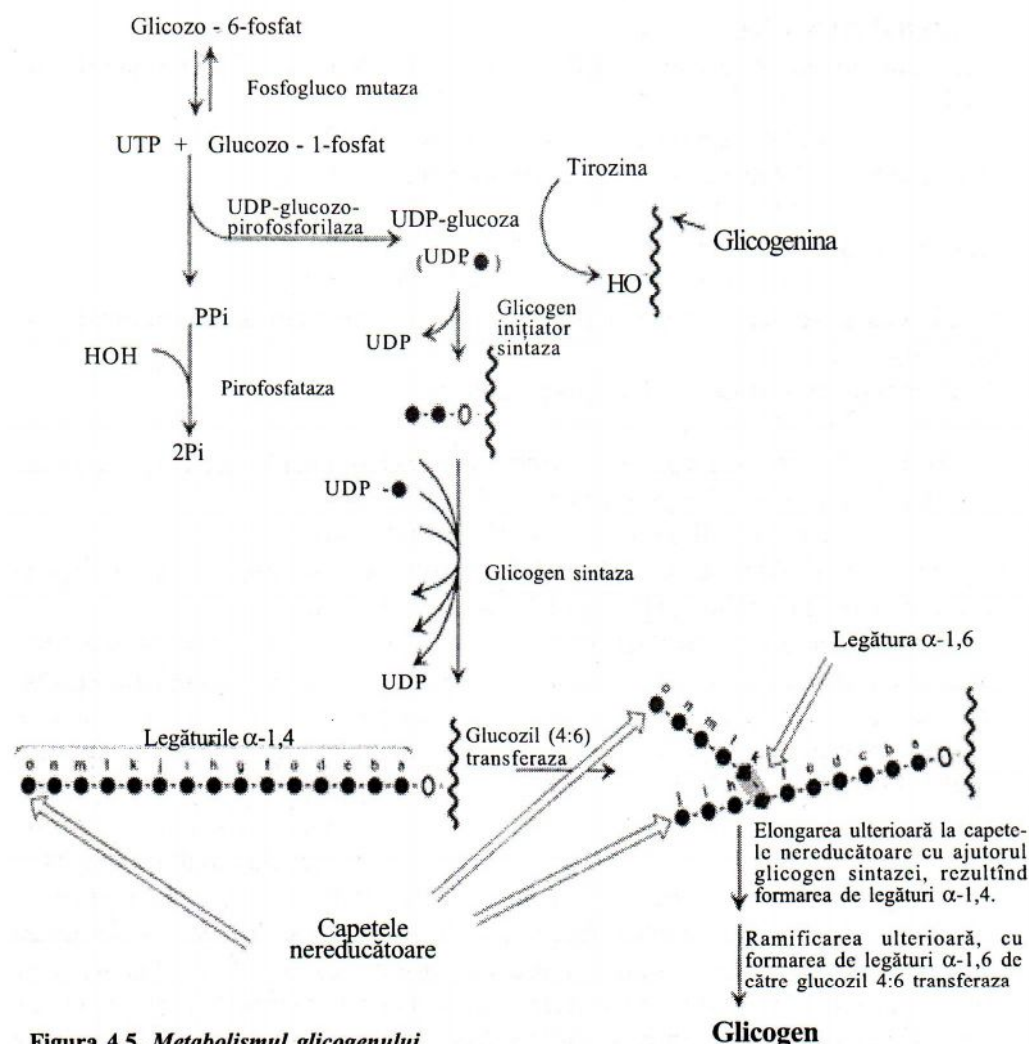 Glicozo - 6-fosfat
Fosfogluco mutaza
UTP + Glucozo - 1-fosfat
Tirozina
UDP-glucozo-
pirofosforilaza
UDP-glucoza
(UDP )
Glicogenina
HO
PPi
Glicogen
inițiator
sintaza
UDP
HOH
Pirofosfataza
2Pi
UDP -
Glicogen sintaza
UDP
Legătura α-1,6
Legăturile α-1,4
Glucozil (4:6)
transferaza
o n m l k j i h g f e d c b a
o n m l
d c b a
Elongarea ulterioară la capete-
le nereducătoare cu ajutorul
glicogen sintazei, rezultînd
formarea de legături α-1,4.
Capetele
nereducătoare
Ramificarea ulterioară, cu
formarea de legături α-1,6 de
către glucozil 4:6 transferaza
Glicogen
Figura 4.5. Metabolismul glicogenului